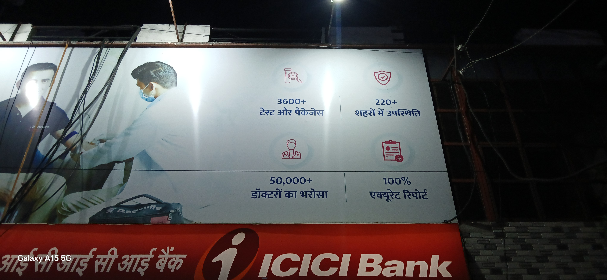 3600+
टेस्ट और पैकेजेस
220+
शहरों में उपस्थिति
50,000+
डॉक्टरों का भरोसा
100%
एक्यूरेट रिपोर्ट
आई सी आई सी आई बैंक
ICICI Bank
Galaxy A15 5G